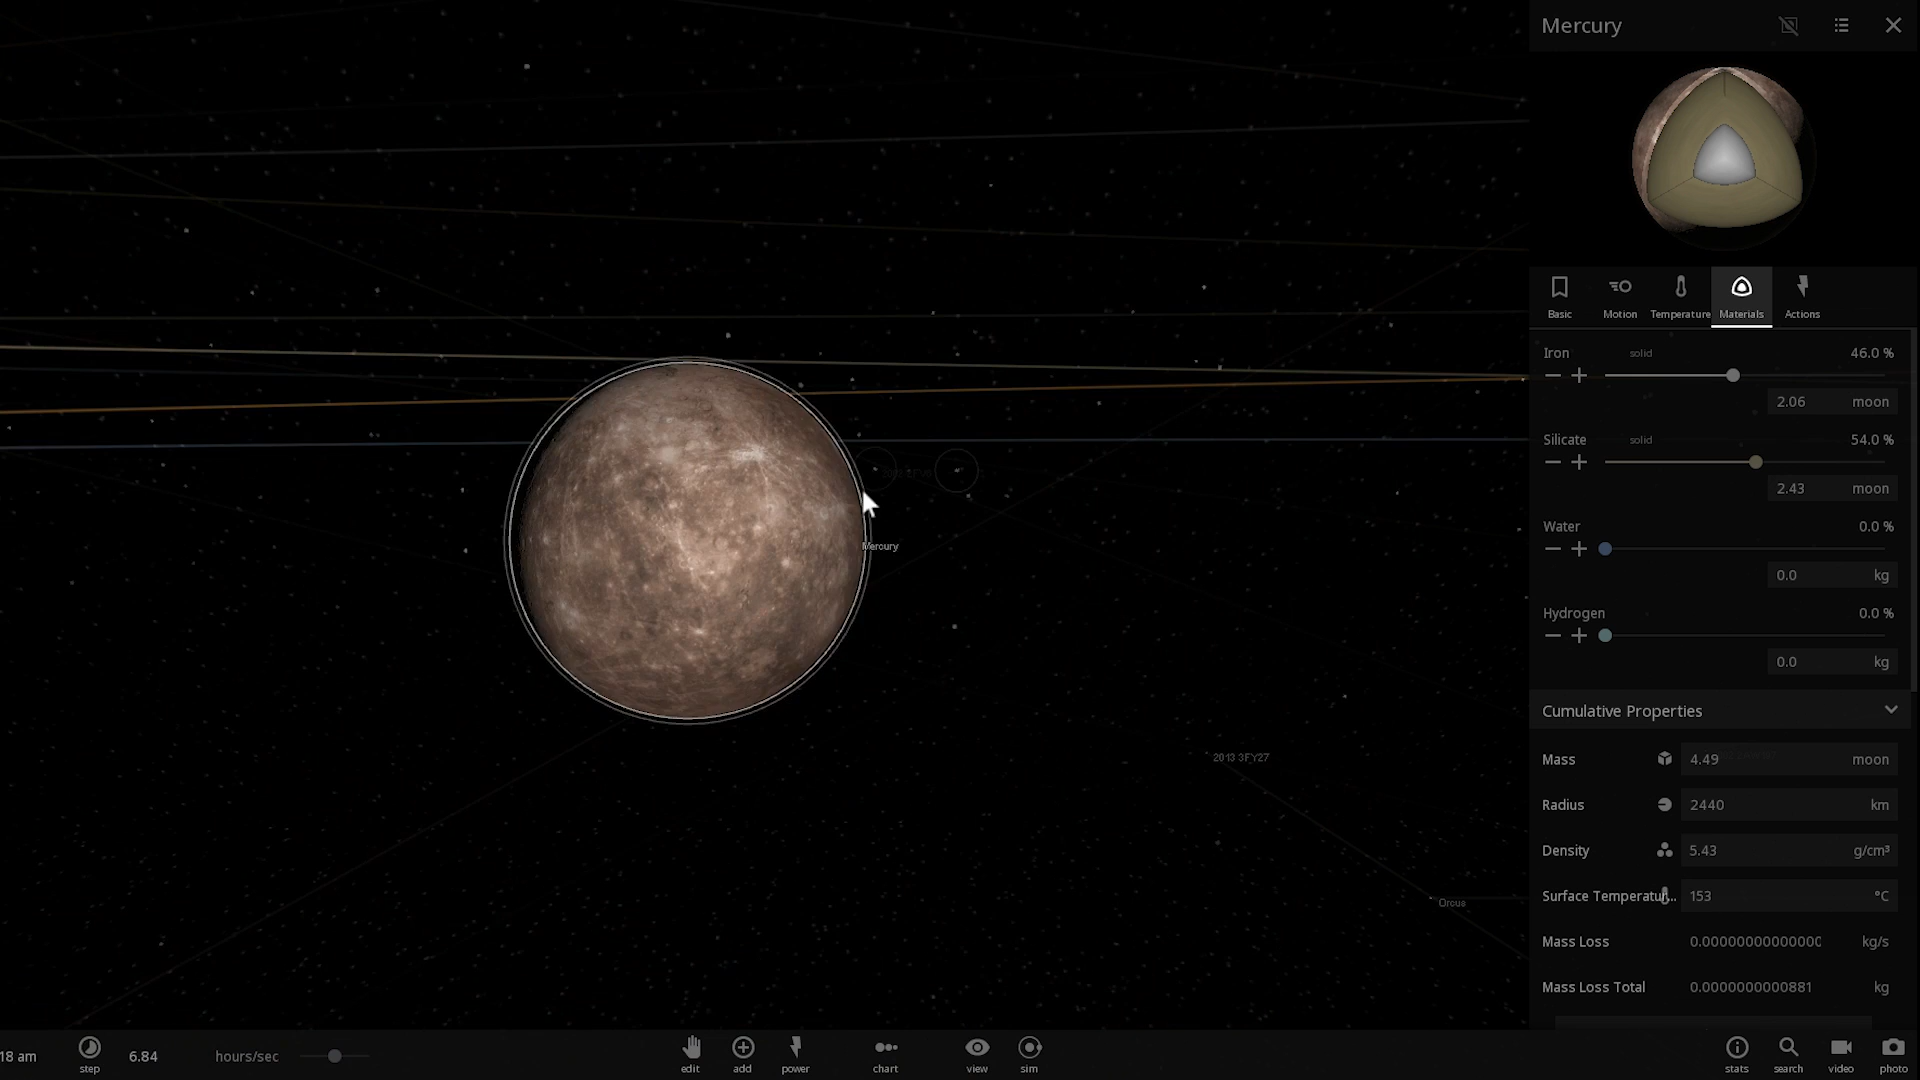 Mercury
Basic
Motion
Temperature
Materials
Actions
Iron solid 46.0 %
2.06 moon
Silicate solid 54.0 %
2.43 moon
Water 0.0 %
0.0 kg
Hydrogen 0.0 %
0.0 kg
Cumulative Properties
Mass 4.49 moon
Radius 2440 km
Density 5.43 g/cm³
Surface Temperatur... 153 °C
Mass Loss 0.00000000000000 kg/s
Mass Loss Total 0.0000000000881 kg
Mercury
2013 3FY27
Orcus
18 am
step
6.84 hours/sec
edit
add
power
chart
view
sim
stats
search
video
photo